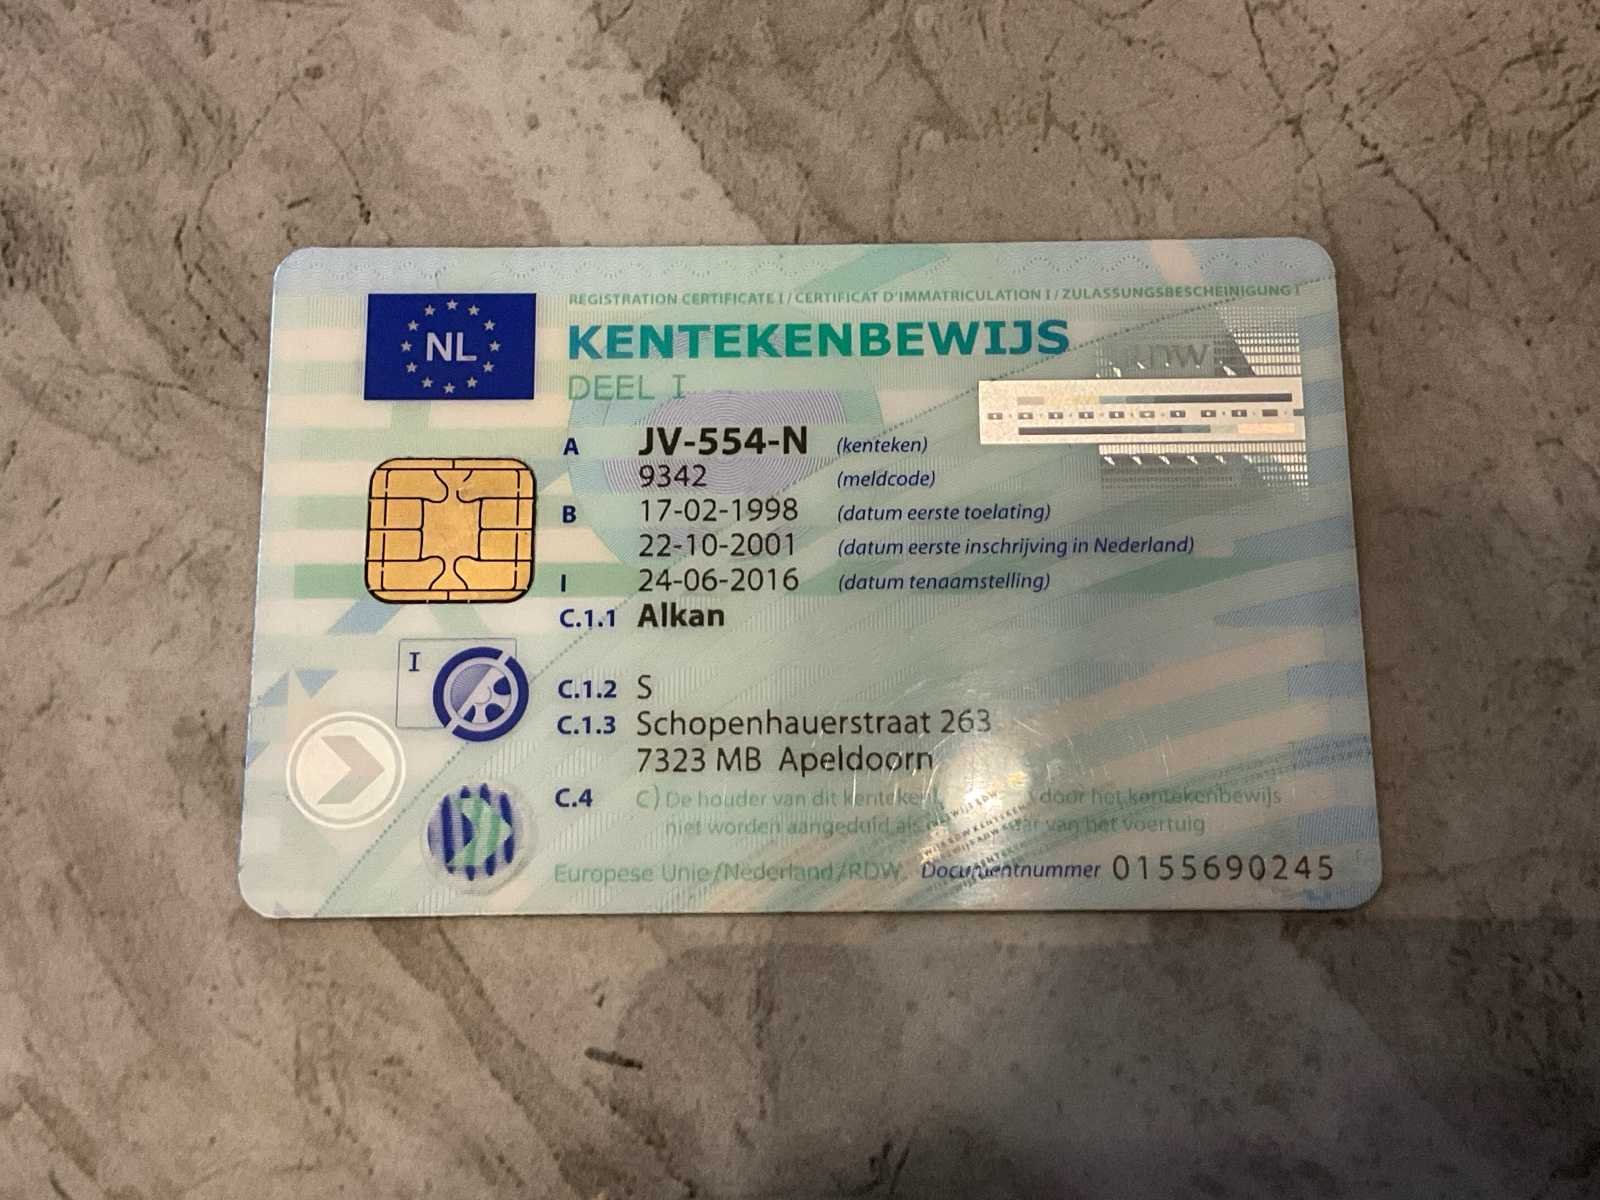 REGISTRATION CERTIFICATE I / CERTIFICAT D'IMMATRICULATION I / ZULASSUNGSBESCHEINIGUNG I
NL
KENTEKENBEWIJS
DEEL I
RDW
A JV-554-N (kenteken)
9342 (meldcode)
B 17-02-1998 (datum eerste toelating)
22-10-2001 (datum eerste inschrijving in Nederland)
I 24-06-2016 (datum tenaamstelling)
C.1.1 Alkan
I
C.1.2 S
C.1.3 Schopenhauerstraat 263
7323 MB Apeldoorn
C.4 C) De houder van dit door het kentekenbewijs
niet worden aangeduid als van het voertuig
Europese Unie/Nederland/RDW. Documentnummer 0155690245